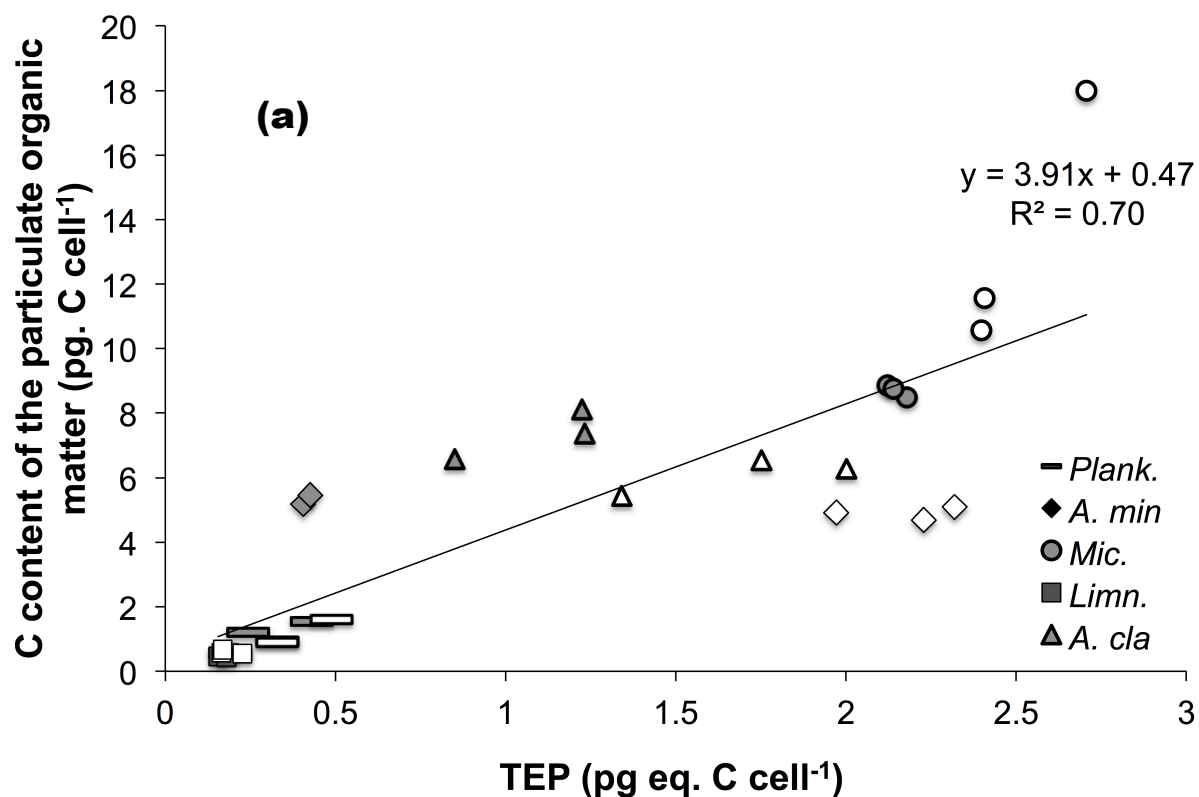 C content of the particulate organic
matter (pg. C cell⁻¹)
20
18
16
14
12
10
8
6
4
2
0
(a)
y = 3.91x + 0.47
R² = 0.70
Plank.
A. min
Mic.
Limn.
A. cla
0 0.5 1 1.5 2 2.5 3
TEP (pg eq. C cell⁻¹)